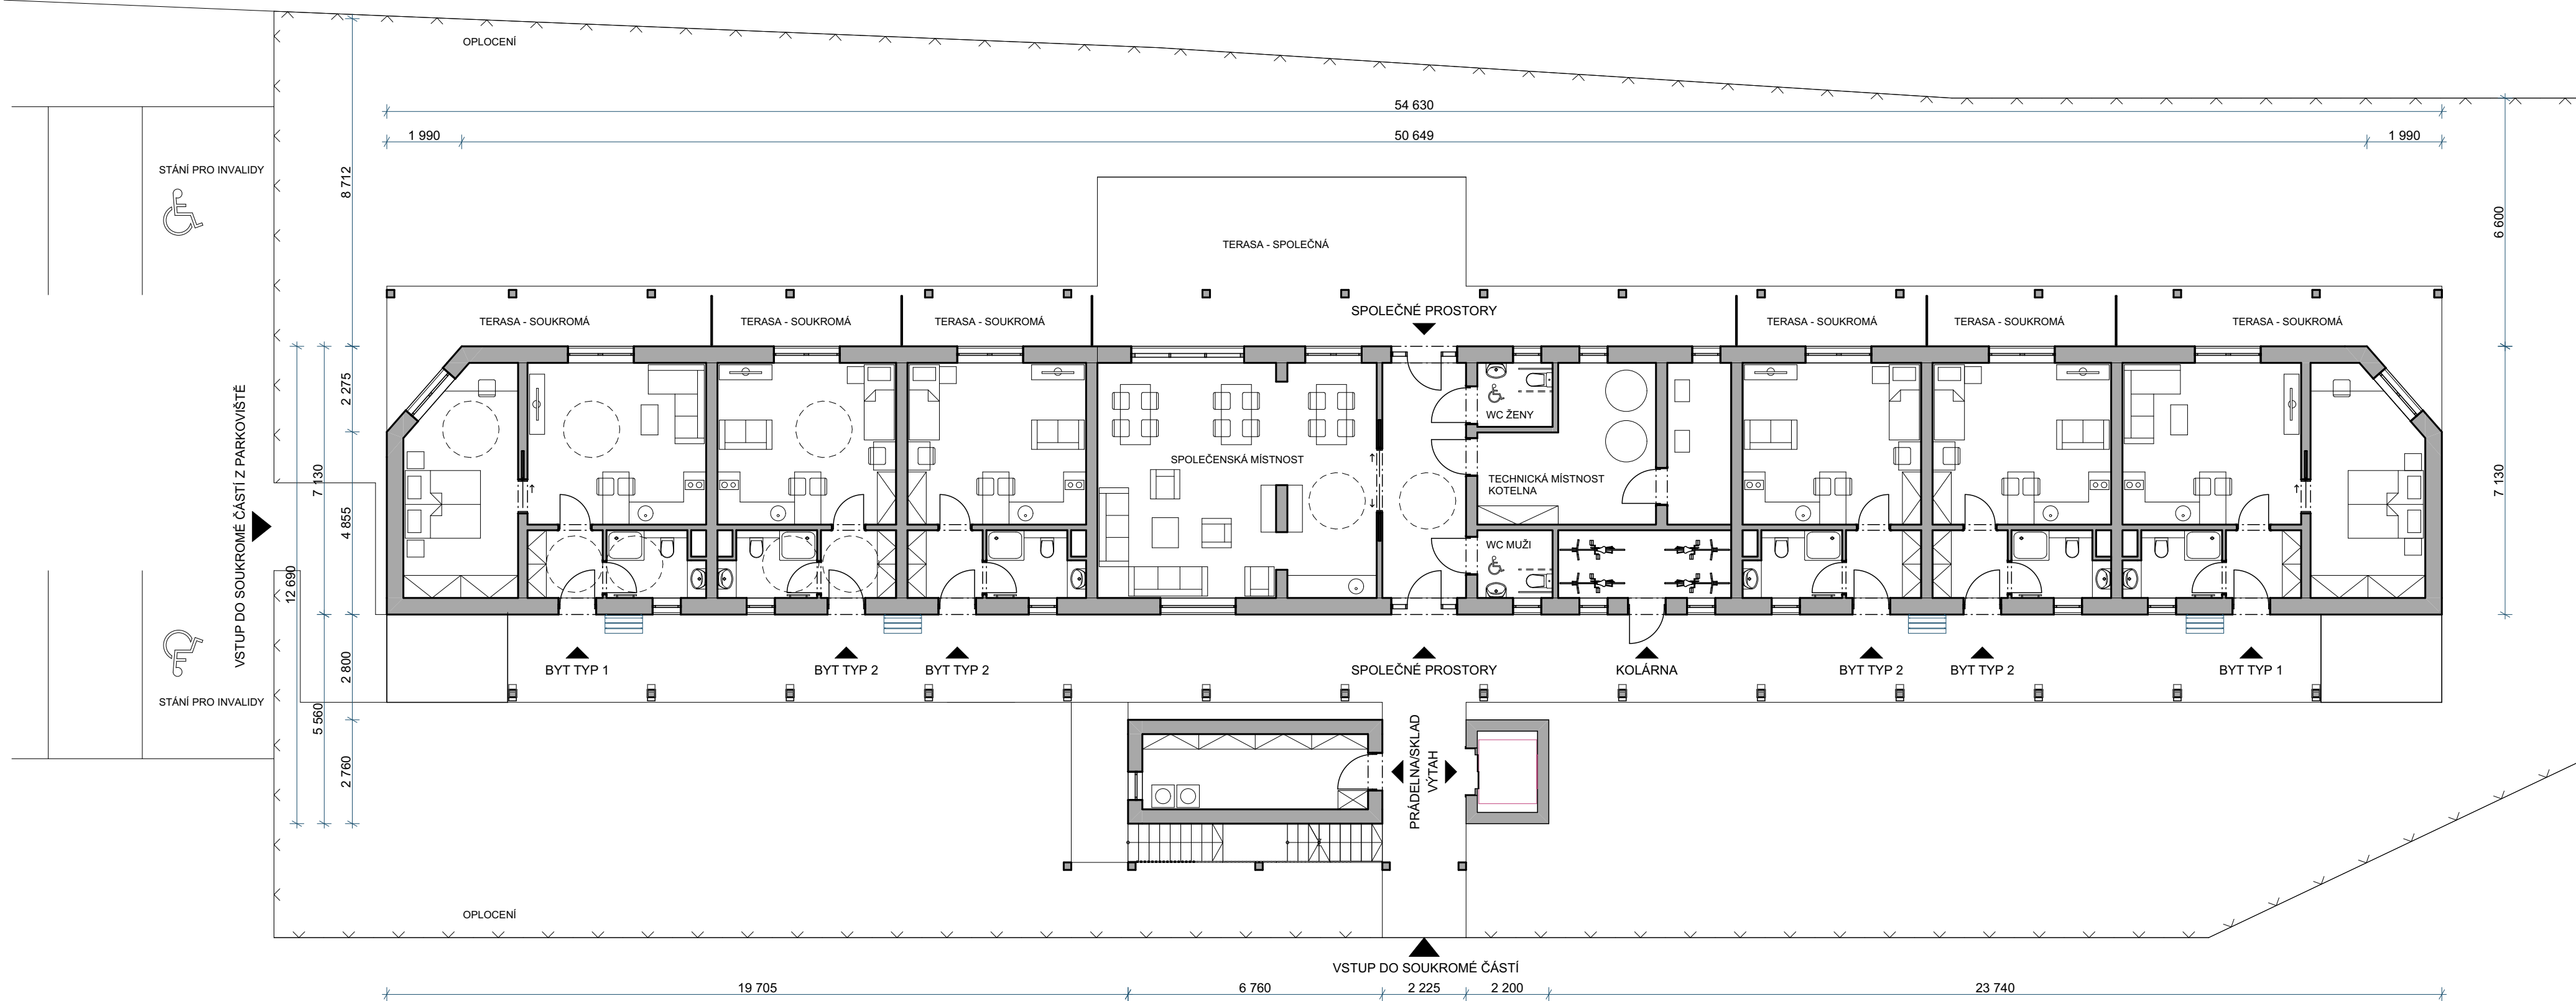 OPLOCENÍ
54 630
1 990
50 649
1 990
STÁNÍ PRO INVALIDY
8 712
6 600
TERASA - SPOLEČNÁ
SPOLEČNÉ PROSTORY
TERASA - SOUKROMÁ
TERASA - SOUKROMÁ
TERASA - SOUKROMÁ
TERASA - SOUKROMÁ
TERASA - SOUKROMÁ
TERASA - SOUKROMÁ
VSTUP DO SOUKROMÉ ČÁSTÍ Z PARKOVIŠTĚ
2 275
7 130
4 855
12 690
WC ŽENY
SPOLEČENSKÁ MÍSTNOST
TECHNICKÁ MÍSTNOST
KOTELNA
7 130
WC MUŽI
2 800
5 560
2 760
BYT TYP 1
BYT TYP 2
BYT TYP 2
SPOLEČNÉ PROSTORY
KOLÁRNA
BYT TYP 2
BYT TYP 2
BYT TYP 1
STÁNÍ PRO INVALIDY
PRÁDELNA/SKLAD
VÝTAH
OPLOCENÍ
VSTUP DO SOUKROMÉ ČÁSTÍ
19 705
6 760
2 225
2 200
23 740